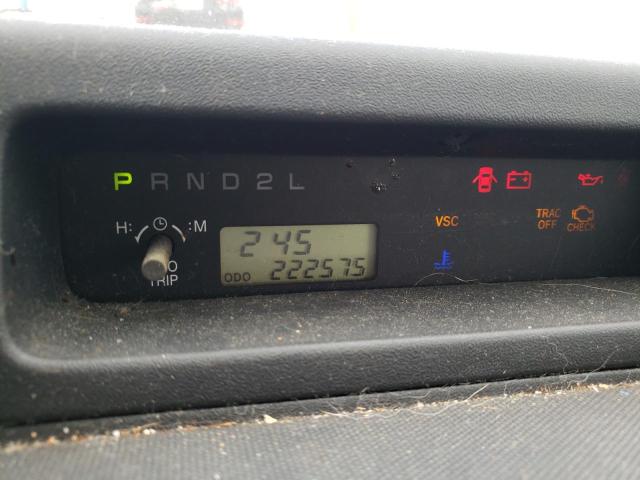 P R N D 2 L
VSC
TRAC OFF
CHECK
H: :M
2 45
ODO 222575
TRIP